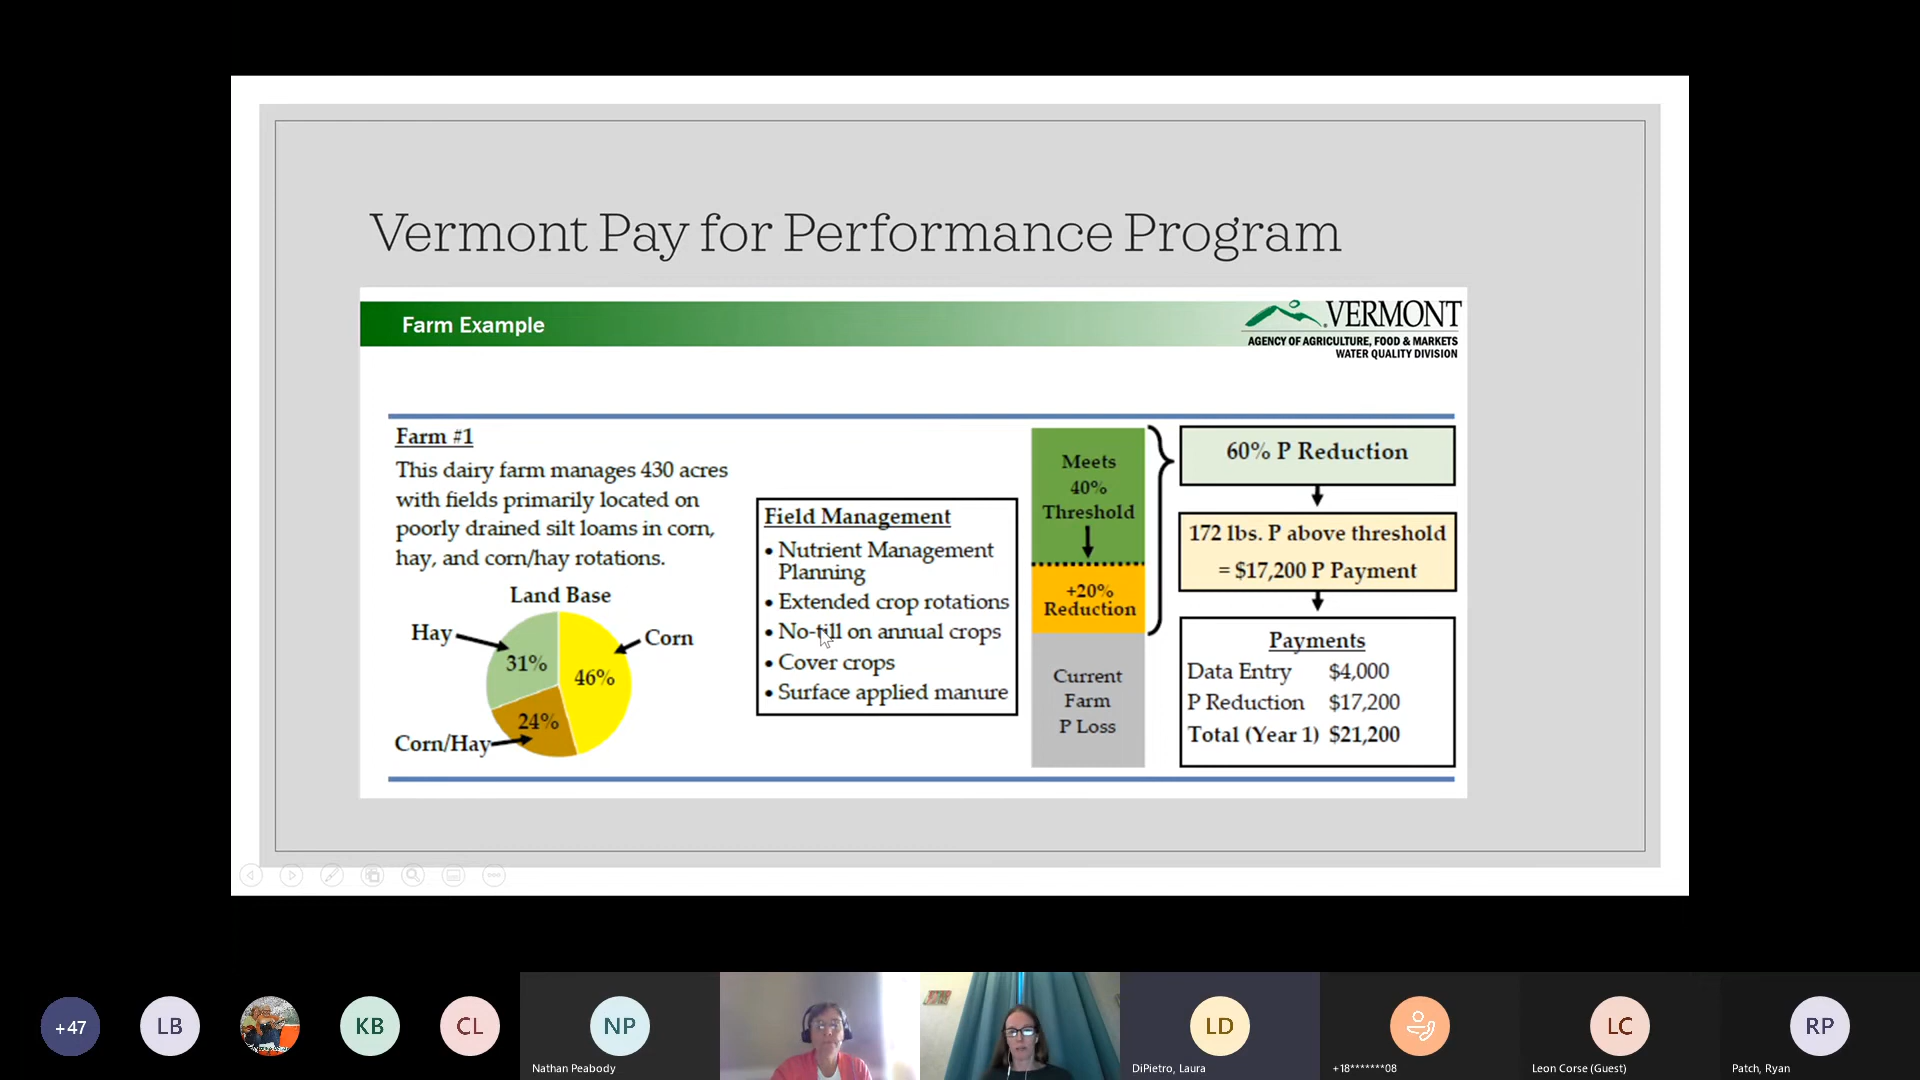 Vermont Pay for Performance Program
Farm Example
VERMONT
AGENCY OF AGRICULTURE, FOOD & MARKETS
WATER QUALITY DIVISION
Farm #1
This dairy farm manages 430 acres
with fields primarily located on
poorly drained silt loams in corn,
hay, and corn/hay rotations.
Land Base
Hay
Corn
31%
46%
24%
Corn/Hay
Field Management
• Nutrient Management
Planning
• Extended crop rotations
• No-till on annual crops
• Cover crops
• Surface applied manure
Meets
40%
Threshold
+20%
Reduction
Current
Farm
P Loss
60% P Reduction
172 lbs. P above threshold
= $17,200 P Payment
Payments
Data Entry $4,000
P Reduction $17,200
Total (Year 1) $21,200
+47
LB
KB
CL
NP
LD
LC
RP
Nathan Peabody
DiPietro, Laura
+18*******08
Leon Corse (Guest)
Patch, Ryan